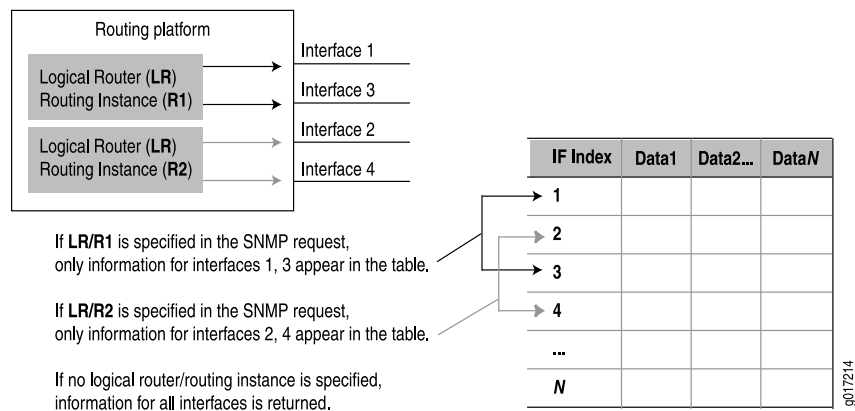 Routing platform
Logical Router (LR)
Routing Instance (R1)
Logical Router (LR)
Routing Instance (R2)
Interface 1
Interface 3
Interface 2
Interface 4
If LR/R1 is specified in the SNMP request,
only information for interfaces 1, 3 appear in the table.
If LR/R2 is specified in the SNMP request,
only information for interfaces 2, 4 appear in the table.
If no logical router/routing instance is specified,
information for all interfaces is returned.
IF Index Data1 Data2... DataN
1
2
3
4
...
N
g017214